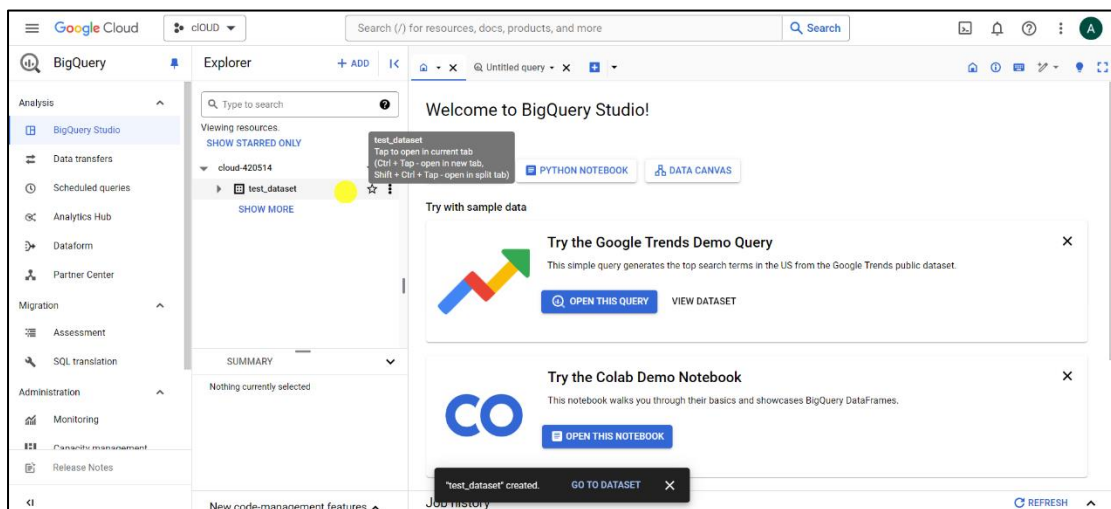 Google Cloud
clOUD
Search (/) for resources, docs, products, and more
Search
A
BigQuery
Analysis
BigQuery Studio
Data transfers
Scheduled queries
Analytics Hub
Dataform
Partner Center
Migration
Assessment
SQL translation
Administration
Monitoring
Capacity management
Release Notes
Explorer
+ ADD
Type to search
Viewing resources.
SHOW STARRED ONLY
cloud-420514
test_dataset
SHOW MORE
test_dataset
Tap to open in current tab
(Ctrl + Tap - open in new tab,
Shift + Ctrl + Tap - open in split tab)
SUMMARY
Nothing currently selected
New code-management features
Untitled query
Welcome to BigQuery Studio!
PYTHON NOTEBOOK
DATA CANVAS
Try with sample data
Try the Google Trends Demo Query
This simple query generates the top search terms in the US from the Google Trends public dataset.
OPEN THIS QUERY
VIEW DATASET
Try the Colab Demo Notebook
This notebook walks you through their basics and showcases BigQuery DataFrames.
OPEN THIS NOTEBOOK
"test_dataset" created.
GO TO DATASET
Job history
REFRESH